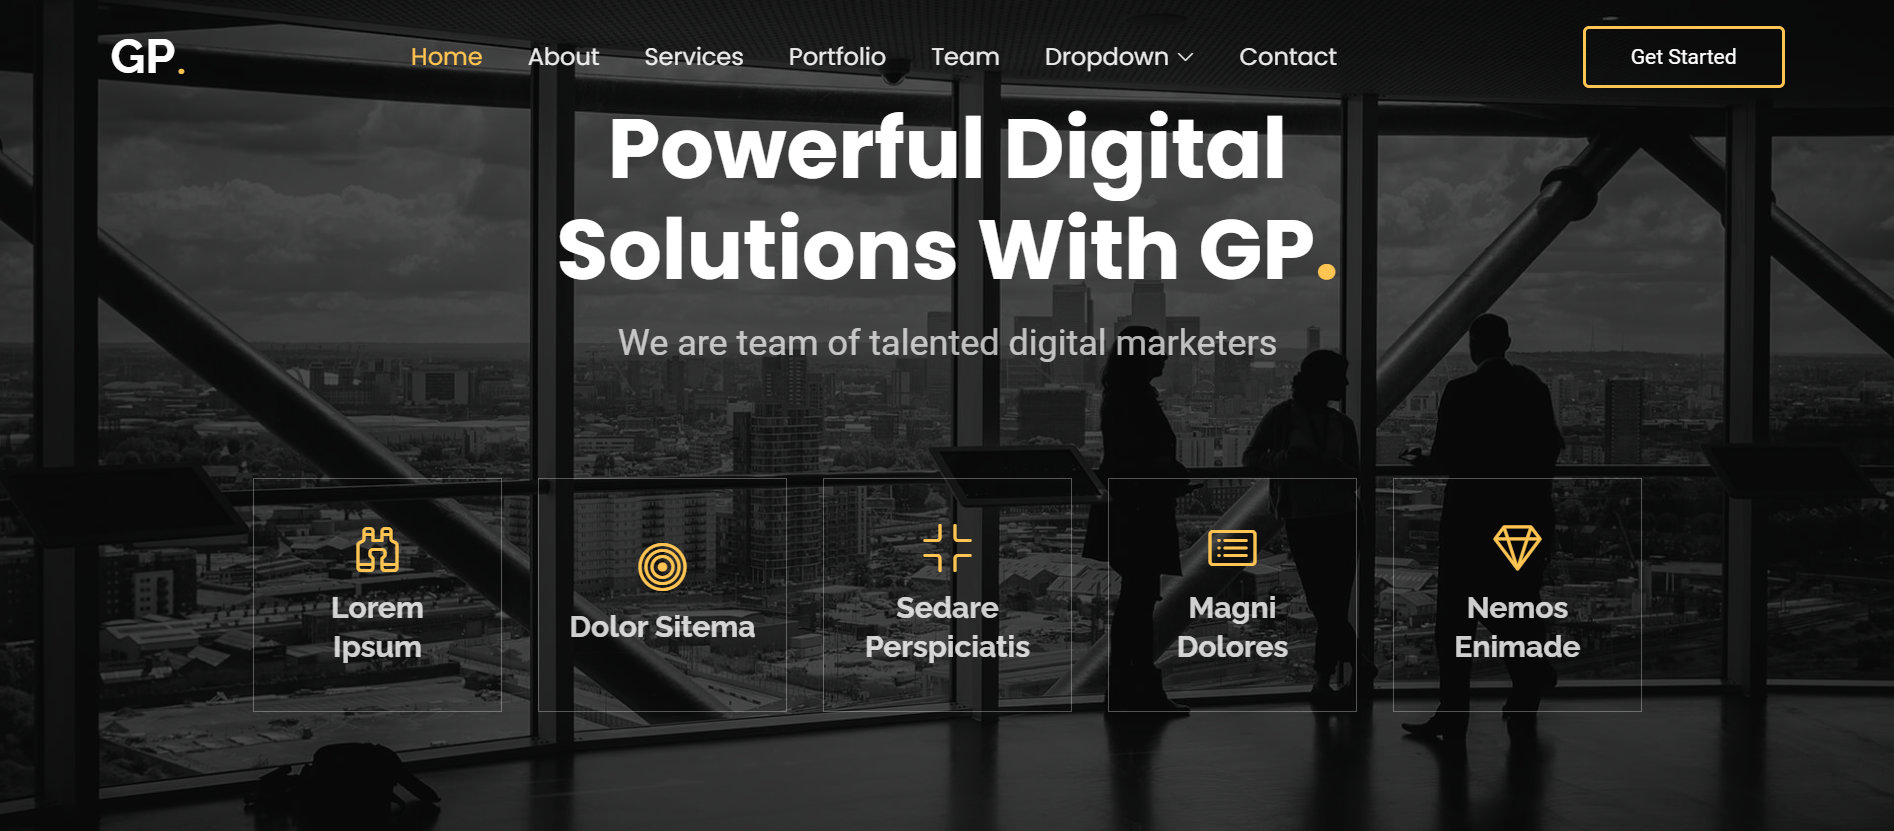 GP.
Home About Services Portfolio Team Dropdown Contact
Get Started
Powerful Digital
Solutions With GP.
We are team of talented digital marketers
Lorem
Ipsum
Dolor Sitema
Sedare
Perspiciatis
Magni
Dolores
Nemos
Enimade